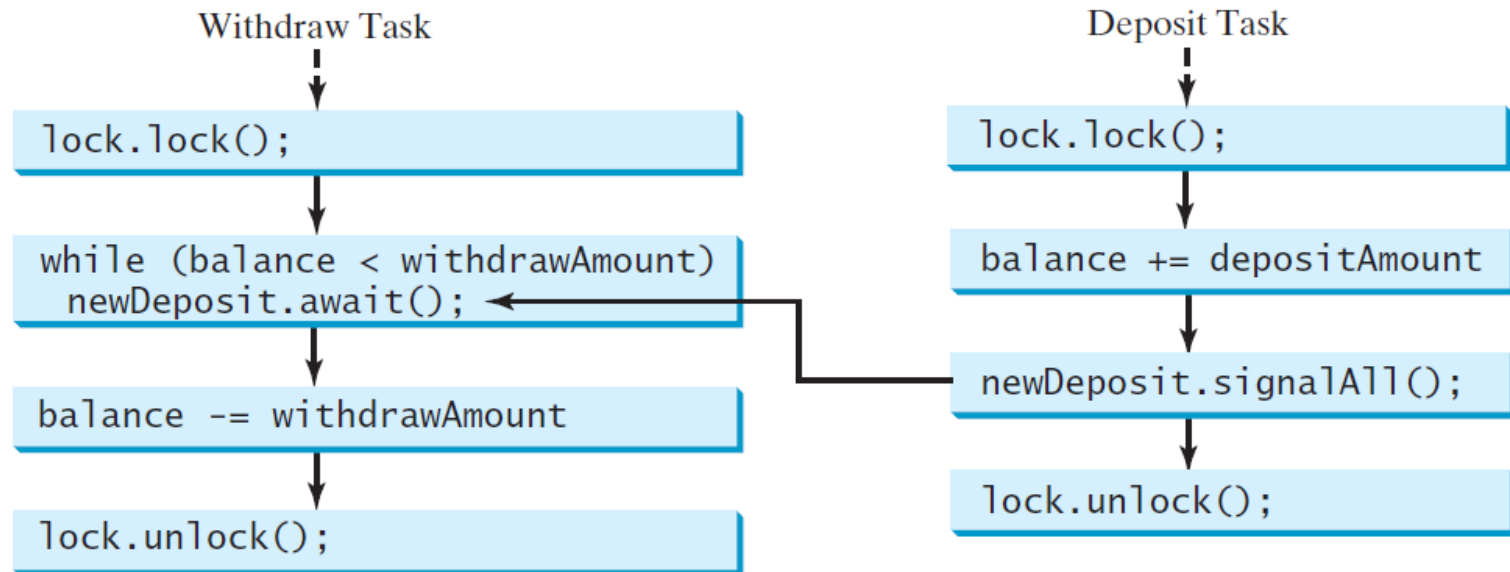 Withdraw Task
lock.lock();
while (balance < withdrawAmount)
newDeposit.await();
balance -= withdrawAmount
lock.unlock();
Deposit Task
lock.lock();
balance += depositAmount
newDeposit.signalAll();
lock.unlock();